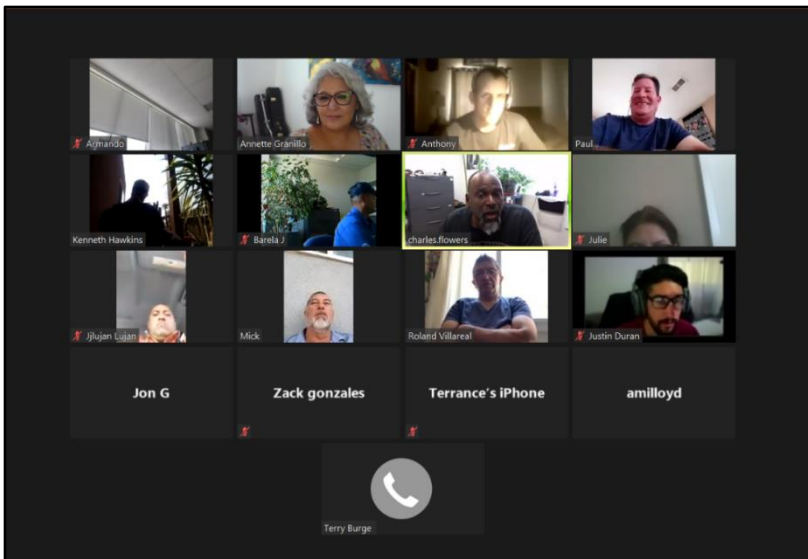 Armando
Annette Granillo
Anthony
Paul
Kenneth Hawkins
Barela J
charles.flowers
Julie
Jjlujan Lujan
Mick
Roland Villareal
Justin Duran
Jon G
Zack gonzales
Terrance's iPhone
amilloyd
Terry Burge